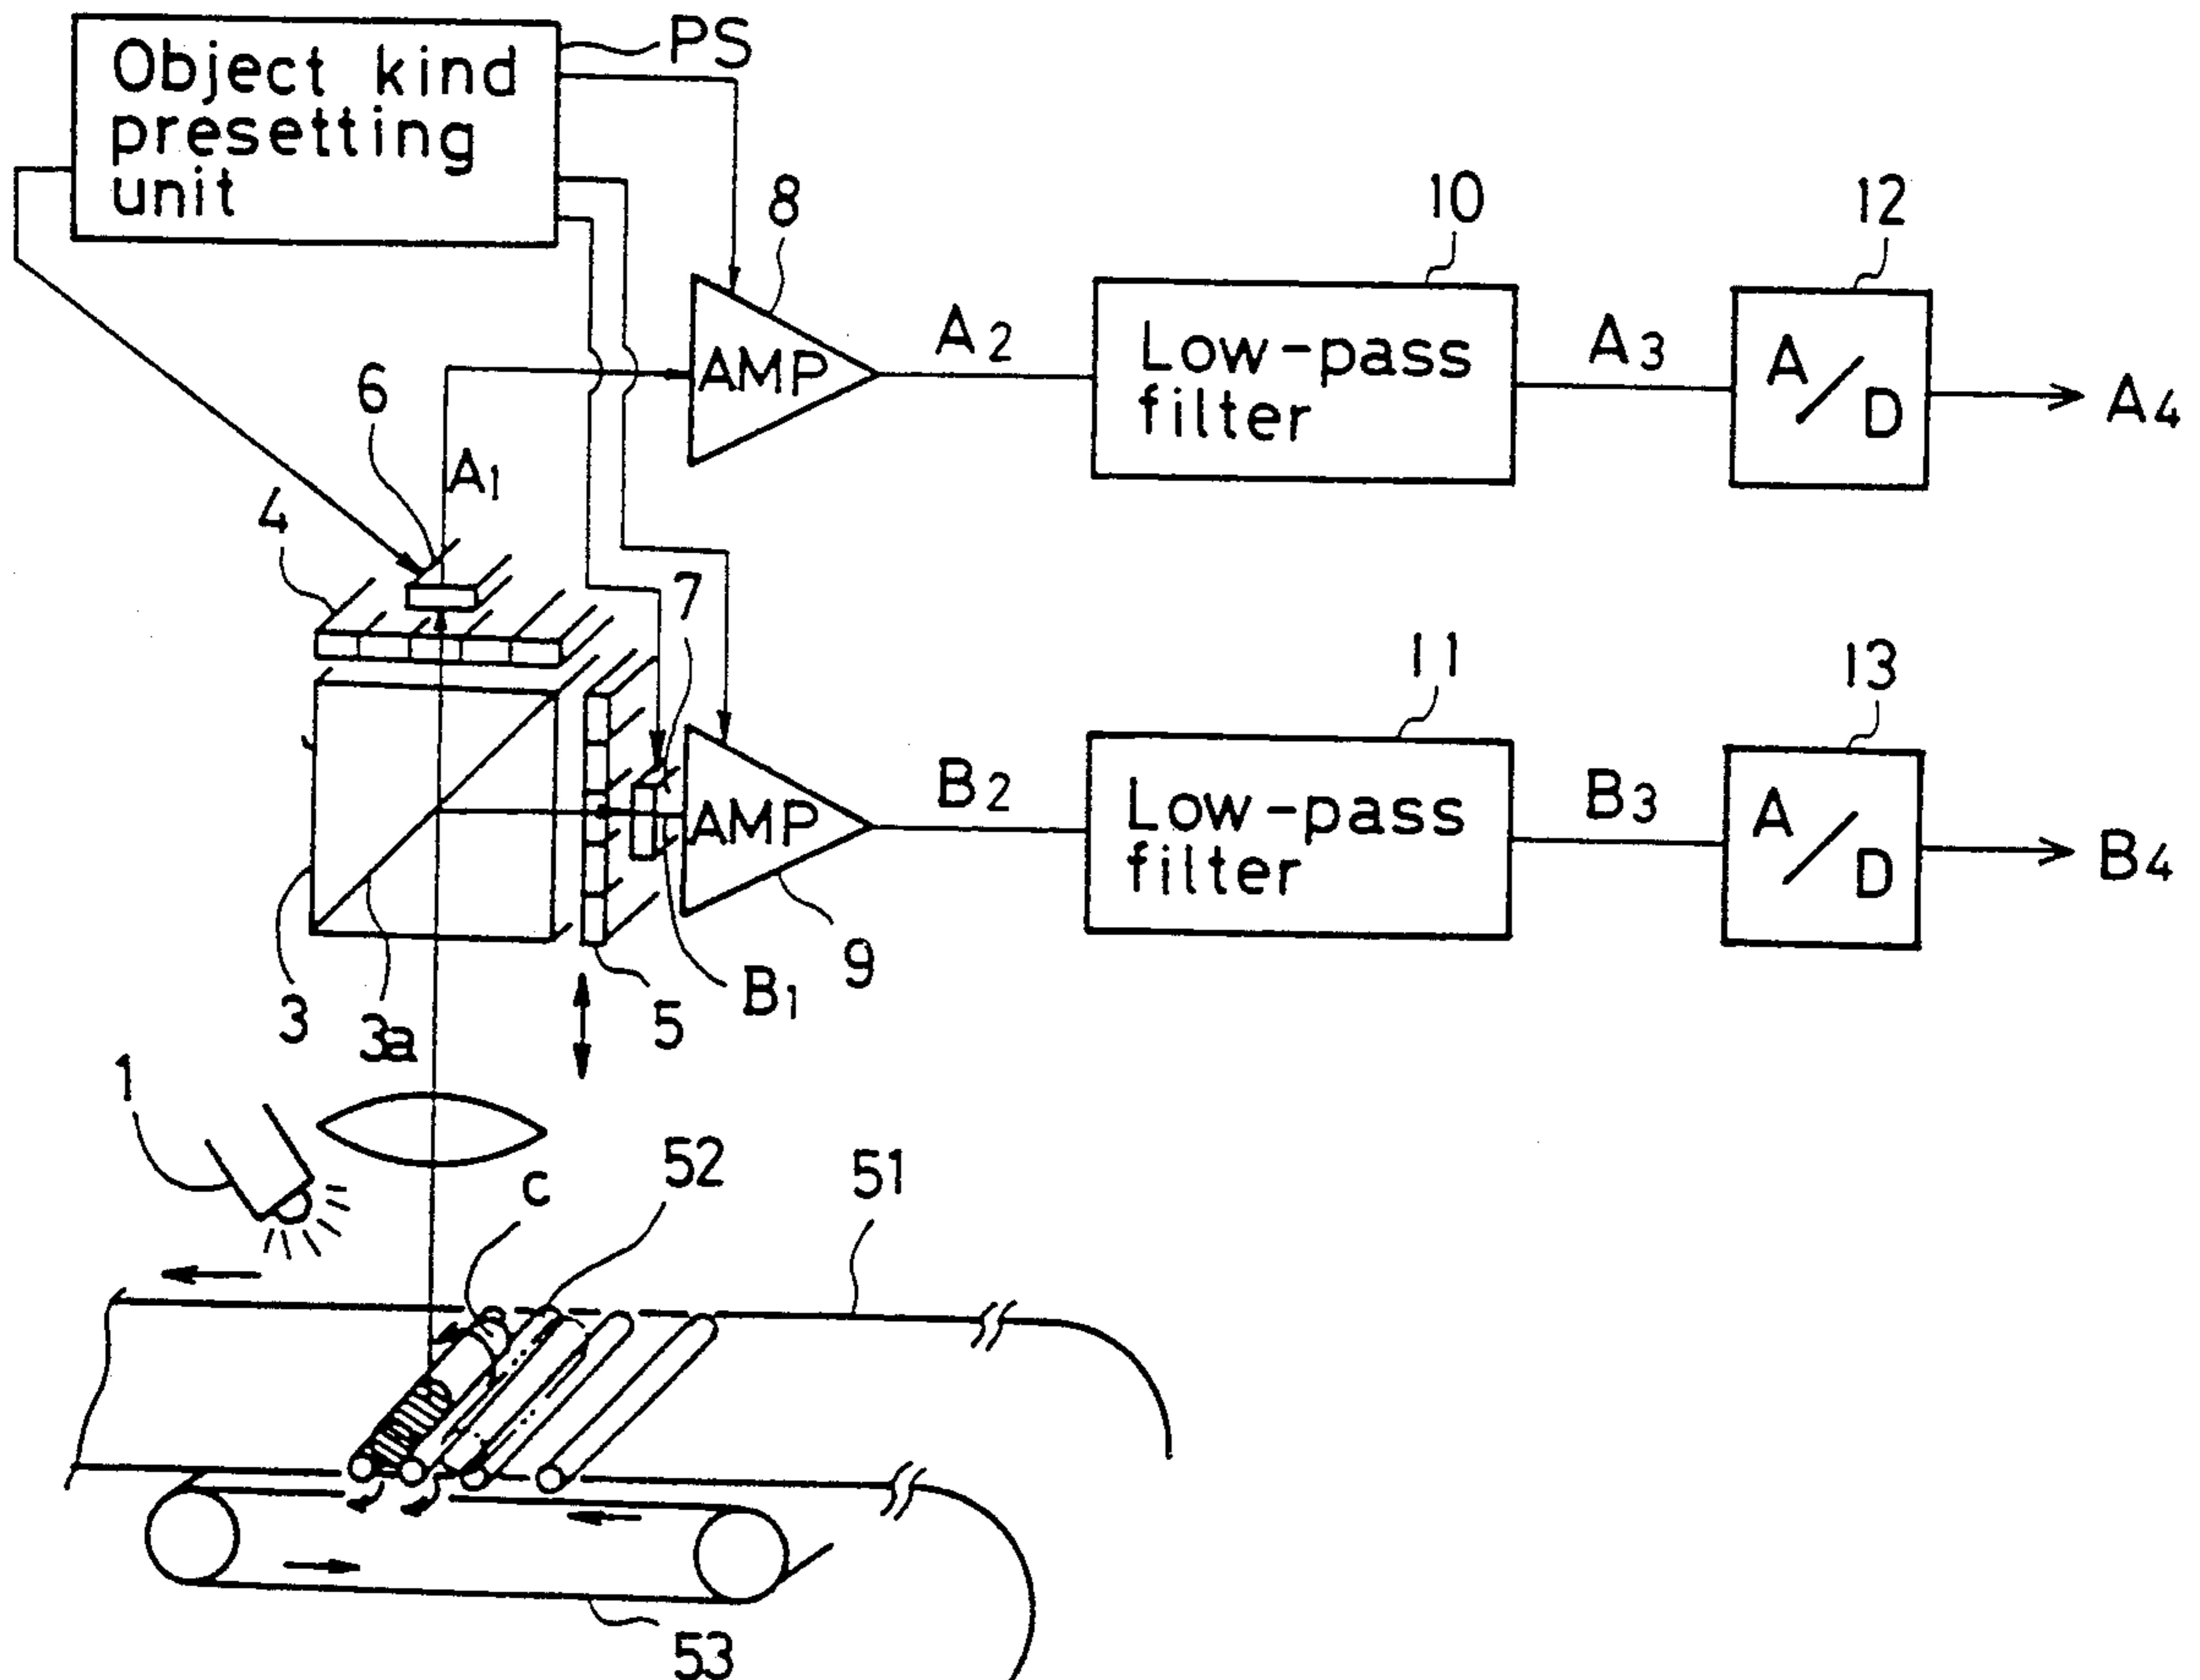 PS
Object kind
presetting
unit
8
10
12
A2
A3
AMP
Low-pass
filter
A/D
A4
6
A1
4
7
11
13
B2
B3
AMP
Low-pass
filter
A/D
B4
3
3a
5
B1
9
1
c
52
51
53